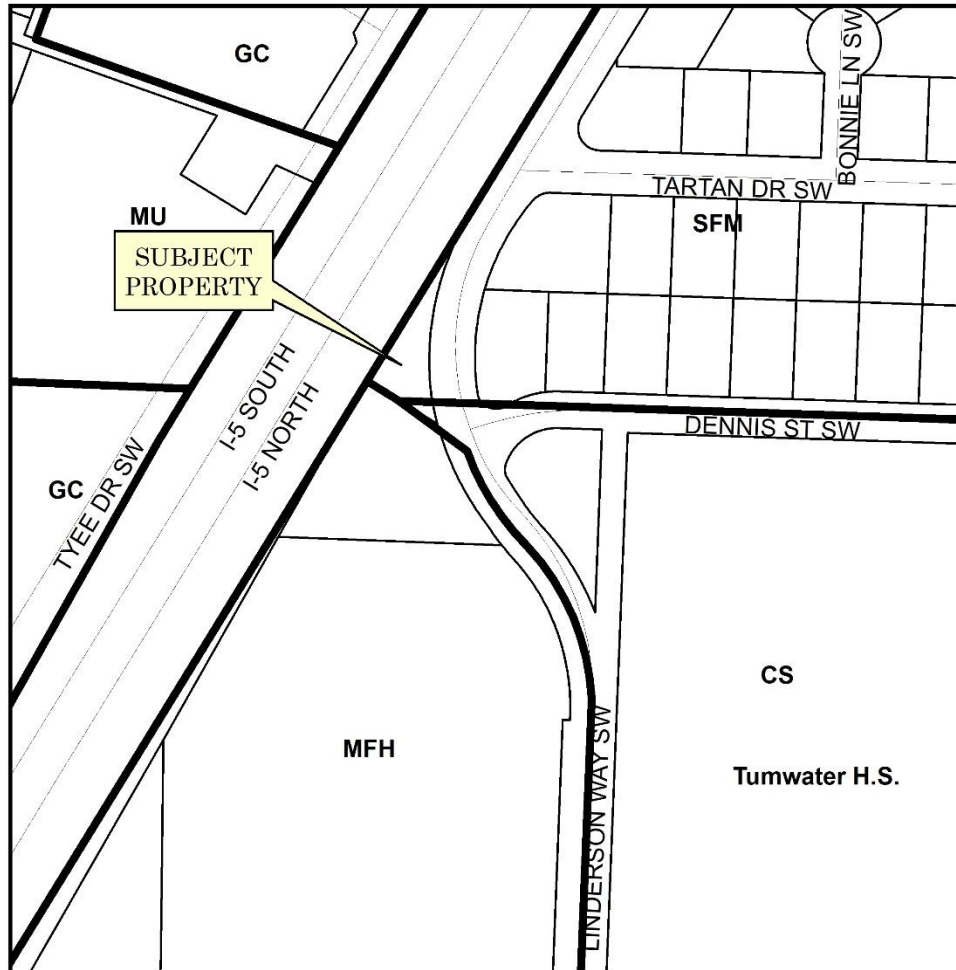 GC
BONNIE LN SW
TARTAN DR SW
MU
SFM
SUBJECT
PROPERTY
I-5 SOUTH
I-5 NORTH
DENNIS ST SW
GC
TYEE DR SW
CS
MFH
Tumwater H.S.
LINDERSON WAY SW